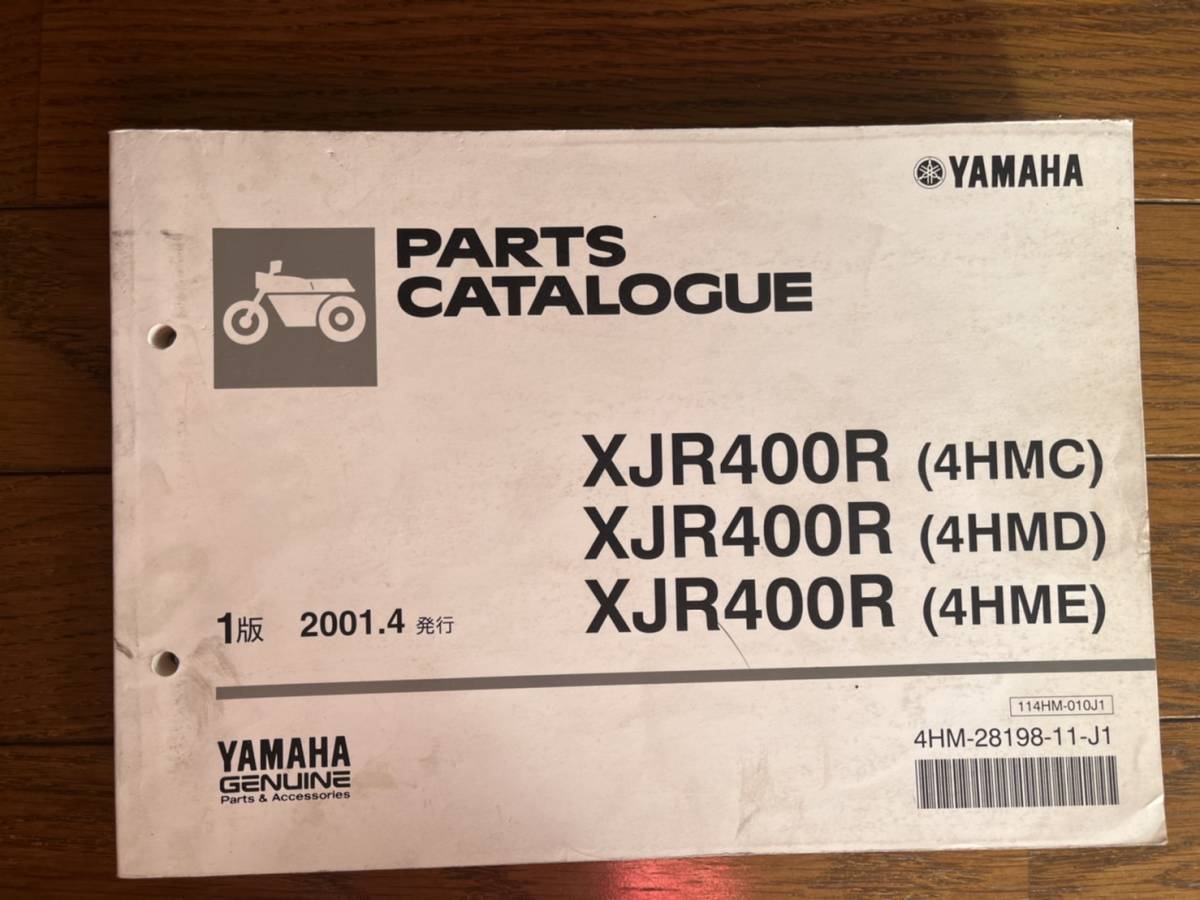 YAMAHA
PARTS
CATALOGUE
XJR400R (4HMC)
XJR400R (4HMD)
XJR400R (4HME)
1版 2001.4 発行
114HM-010J1
4HM-28198-11-J1
YAMAHA
GENUINE
Parts & Accessories